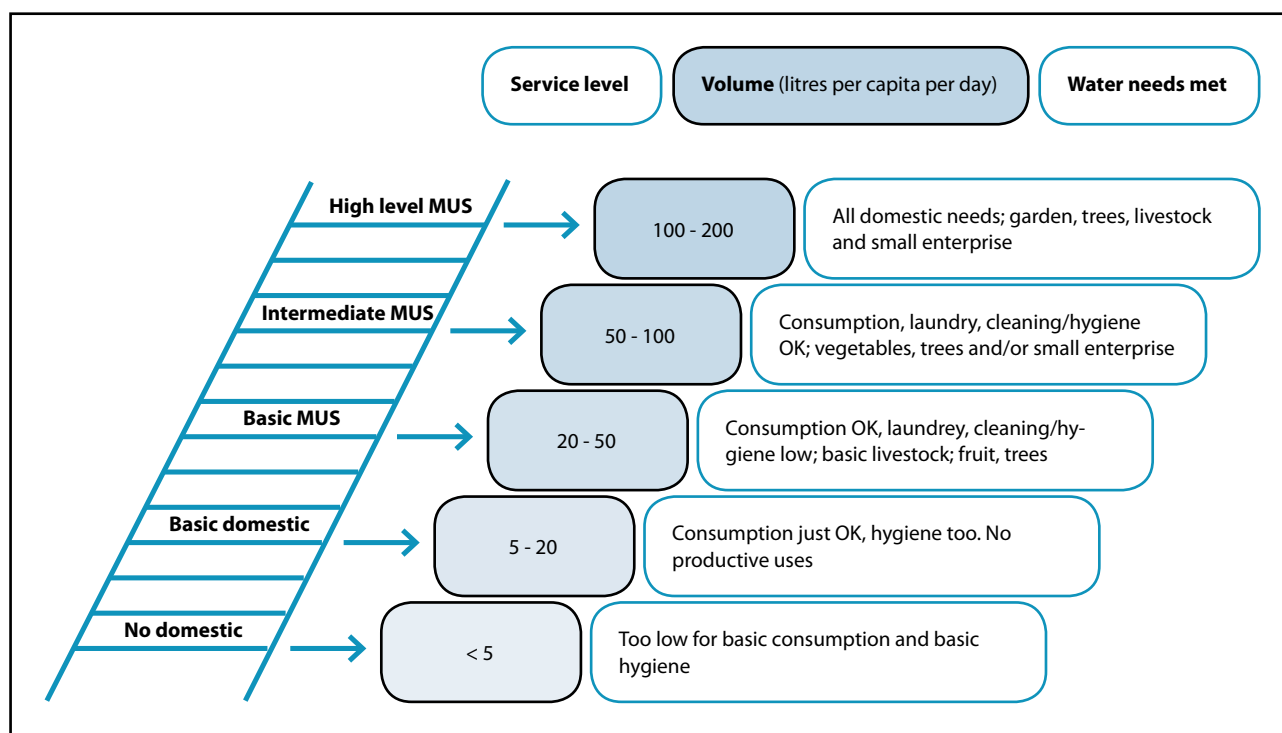 Service level
Volume (litres per capita per day)
Water needs met
High level MUS
100 - 200
All domestic needs; garden, trees, livestock
and small enterprise
Intermediate MUS
50 - 100
Consumption, laundry, cleaning/hygiene
OK; vegetables, trees and/or small enterprise
Basic MUS
20 - 50
Consumption OK, laundrey, cleaning/hy-
giene low; basic livestock; fruit, trees
Basic domestic
5 - 20
Consumption just OK, hygiene too. No
productive uses
No domestic
< 5
Too low for basic consumption and basic
hygiene